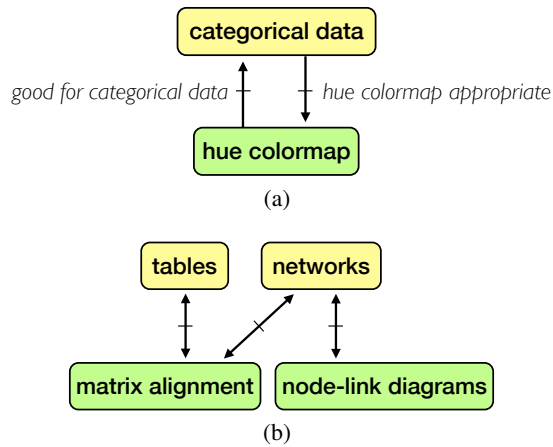 categorical data
good for categorical data
hue colormap appropriate
hue colormap
(a)
tables networks
matrix alignment node-link diagrams
(b)